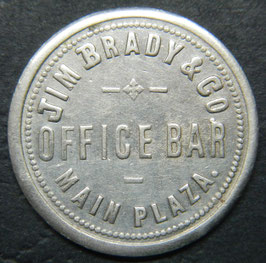 JIM BRADY & CO
OFFICE BAR
MAIN PLAZA.